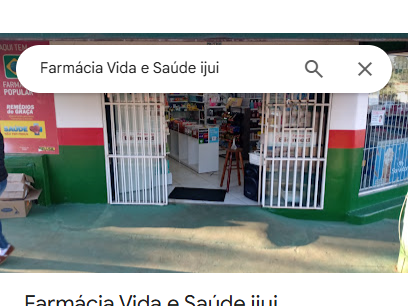 Farmácia Vida e Saúde ijui
AQUI TEM
FARMÁCIA
POPULAR
REMÉDIOS
de GRAÇA
SAÚDE
Farmácia Vida e Saúde ijui